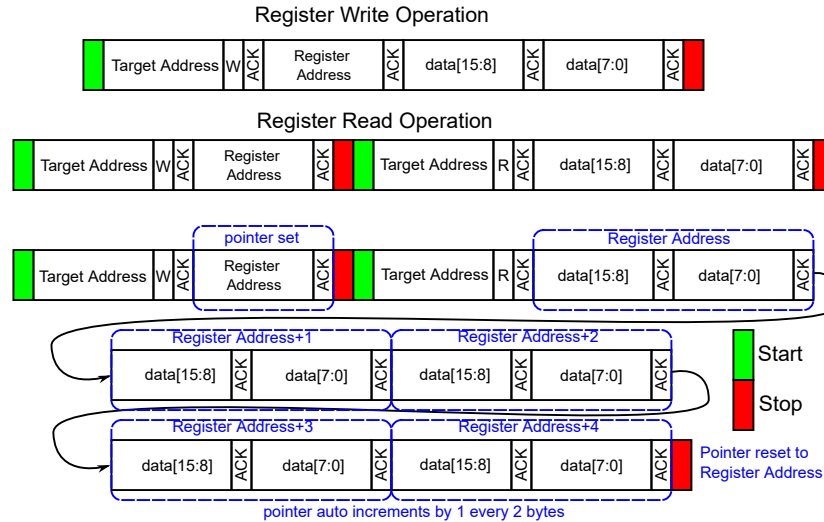 Register Write Operation
Target Address W ACK Register Address ACK data[15:8] ACK data[7:0] ACK
Register Read Operation
Target Address W ACK Register Address ACK Target Address R ACK data[15:8] ACK data[7:0] ACK
pointer set Register Address
Target Address W ACK Register Address ACK Target Address R ACK data[15:8] ACK data[7:0] ACK
Register Address+1 Register Address+2
data[15:8] ACK data[7:0] ACK data[15:8] ACK data[7:0] ACK
Start
Stop
Register Address+3 Register Address+4
data[15:8] ACK data[7:0] ACK data[15:8] ACK data[7:0] ACK
Pointer reset to
Register Address
pointer auto increments by 1 every 2 bytes